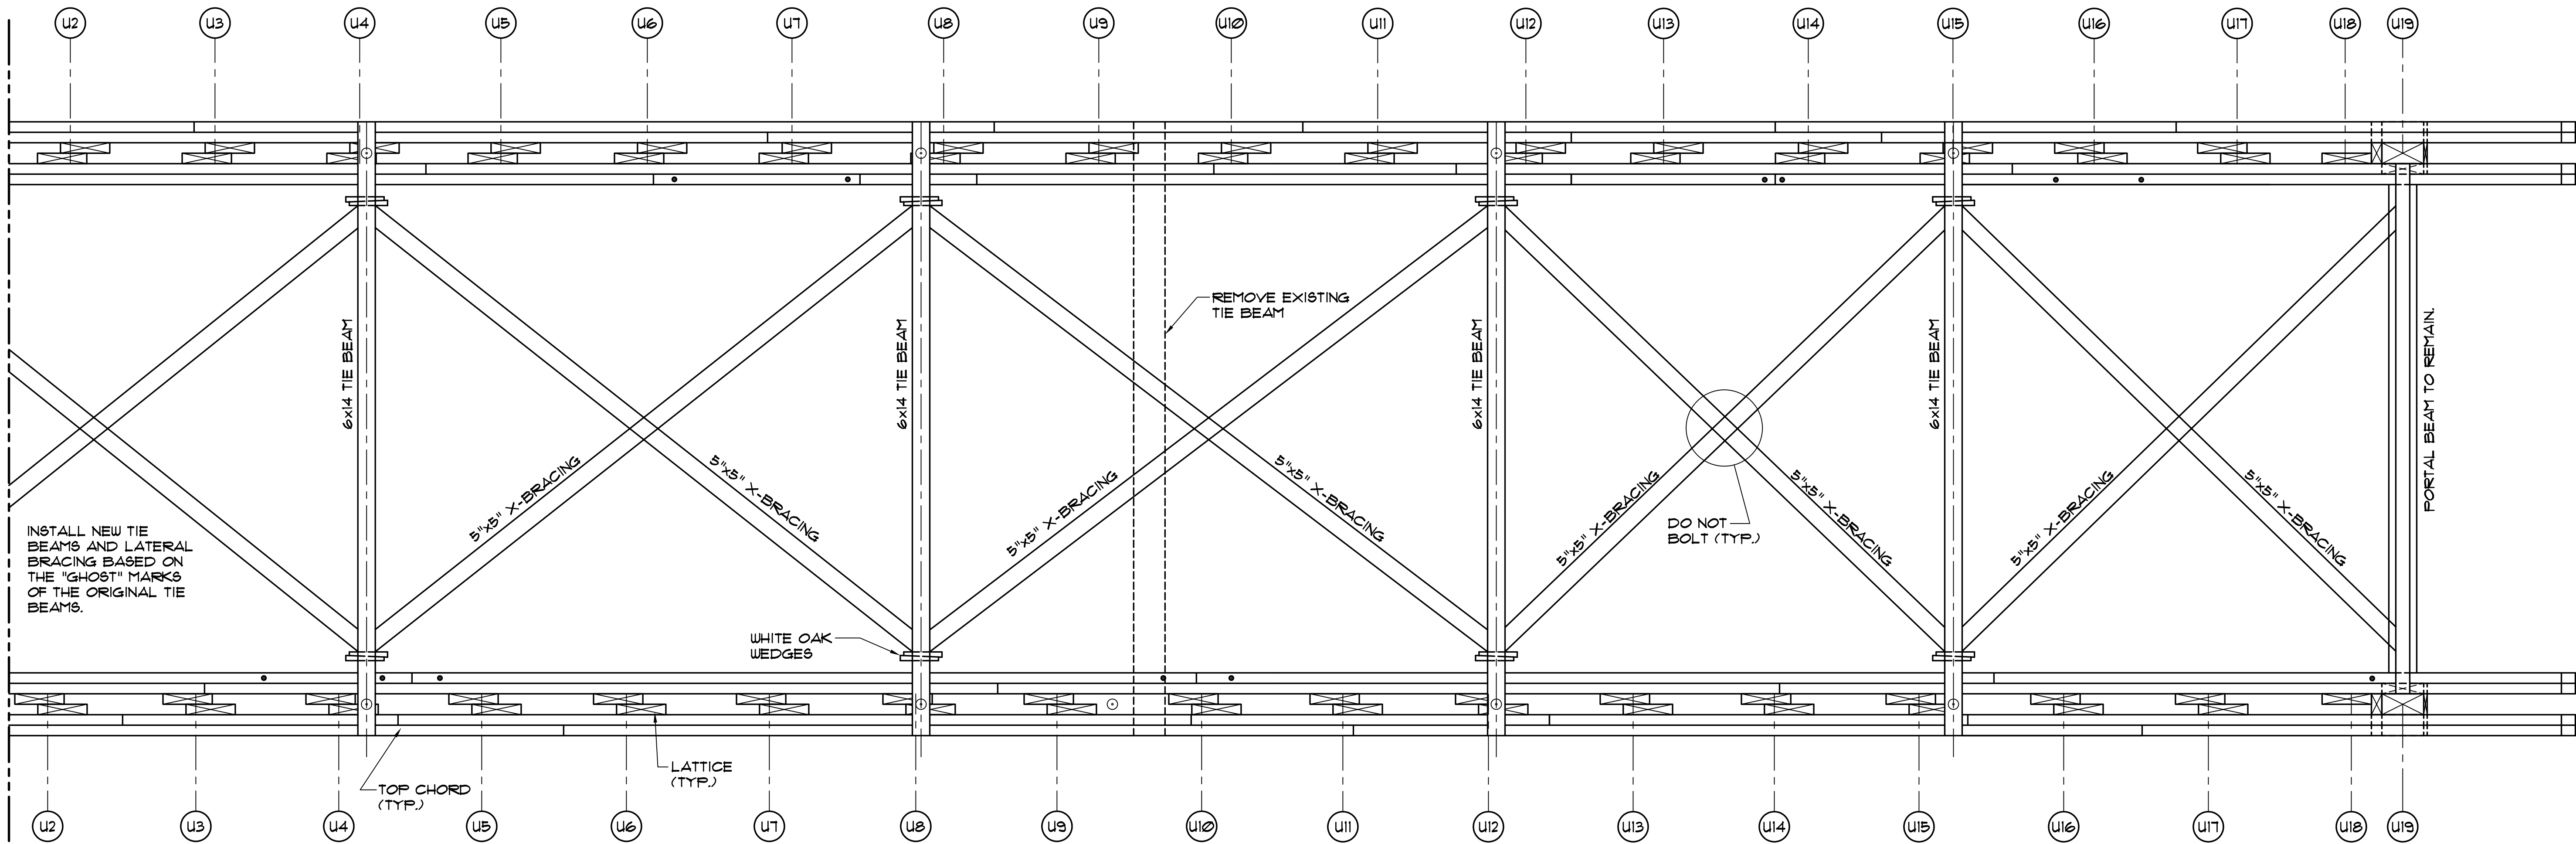 U2 U3 U4 U5 U6 U7 U8 U9 U10 U11 U12 U13 U14 U15 U16 U17 U18 U19
REMOVE EXISTING
TIE BEAM
6x14 TIE BEAM
6x14 TIE BEAM
6x14 TIE BEAM
6x14 TIE BEAM
PORTAL BEAM TO REMAIN.
5"x5" X-BRACING
5"x5" X-BRACING
5"x5" X-BRACING
5"x5" X-BRACING
5"x5" X-BRACING
5"x5" X-BRACING
5"x5" X-BRACING
5"x5" X-BRACING
DO NOT
BOLT (TYP.)
INSTALL NEW TIE
BEAMS AND LATERAL
BRACING BASED ON
THE "GHOST" MARKS
OF THE ORIGINAL TIE
BEAMS.
WHITE OAK
WEDGES
LATTICE
(TYP.)
TOP CHORD
(TYP.)
U2 U3 U4 U5 U6 U7 U8 U9 U10 U11 U12 U13 U14 U15 U16 U17 U18 U19